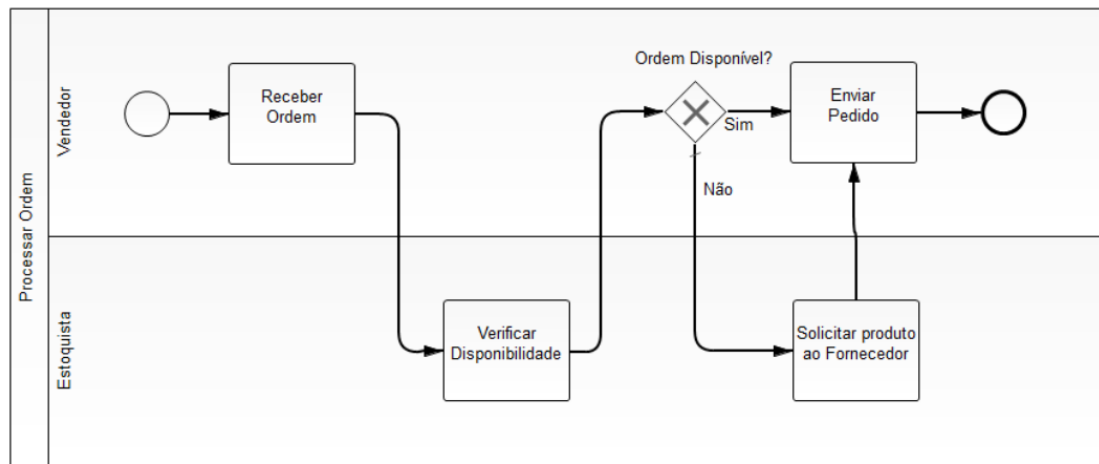 Processar Ordem
Vendedor
Receber
Ordem
Ordem Disponível?
Sim
Não
Enviar
Pedido
Estoquista
Verificar
Disponibilidade
Solicitar produto
ao Fornecedor